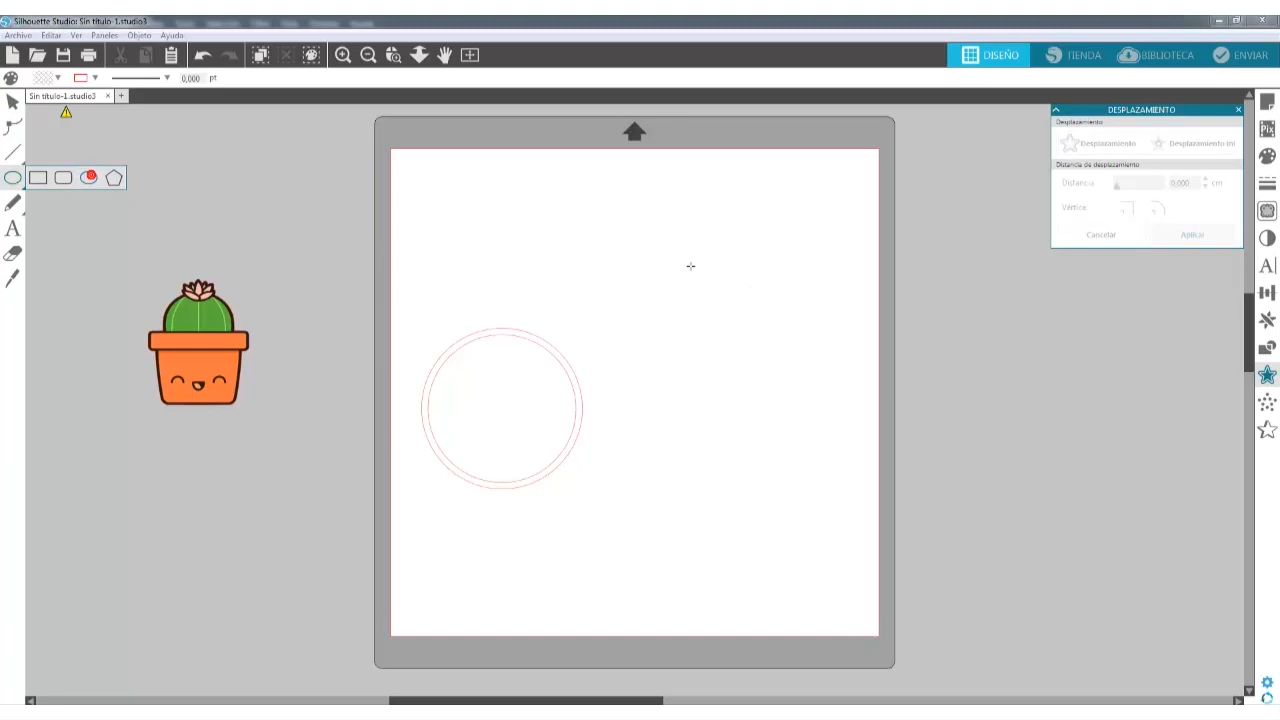 Silhouette Studio: Sin título-1.studio3
Archivo Editar Ver Paneles Objeto Ayuda
DISEÑO TIENDA BIBLIOTECA ENVIAR
0,000 pt
Sin título-1.studio3
DESPLAZAMIENTO
Desplazamiento
Desplazamiento Desplazamiento int
Distancia de desplazamiento
Distancia 0,000 cm
Vértice
Cancelar Aplicar